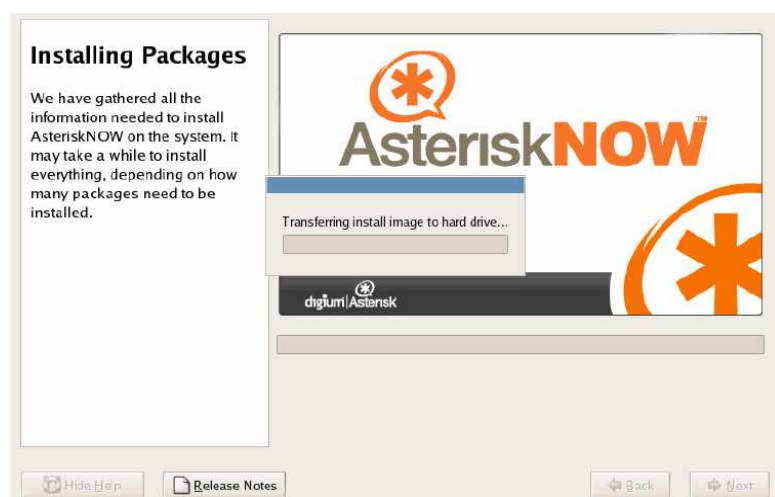 Installing Packages
We have gathered all the
information needed to install
AsteriskNOW on the system. It
may take a while to install
everything, depending on how
many packages need to be
installed.
AsteriskNOW™
Transferring install image to hard drive...
digium|Asterisk
Hide Help
Release Notes
Back
Next